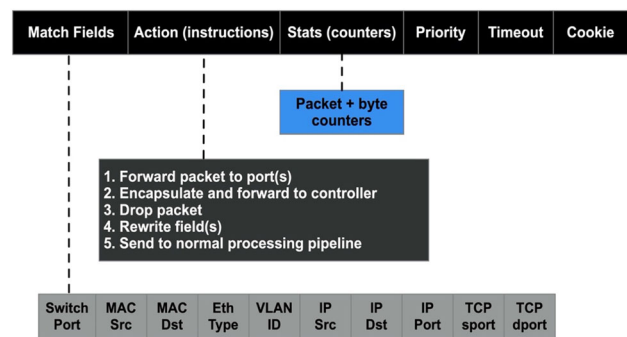 Match Fields Action (instructions) Stats (counters) Priority Timeout Cookie
Packet + byte
counters
1. Forward packet to port(s)
2. Encapsulate and forward to controller
3. Drop packet
4. Rewrite field(s)
5. Send to normal processing pipeline
Switch MAC MAC Eth VLAN IP IP IP TCP TCP
Port Src Dst Type ID Src Dst Port sport dport